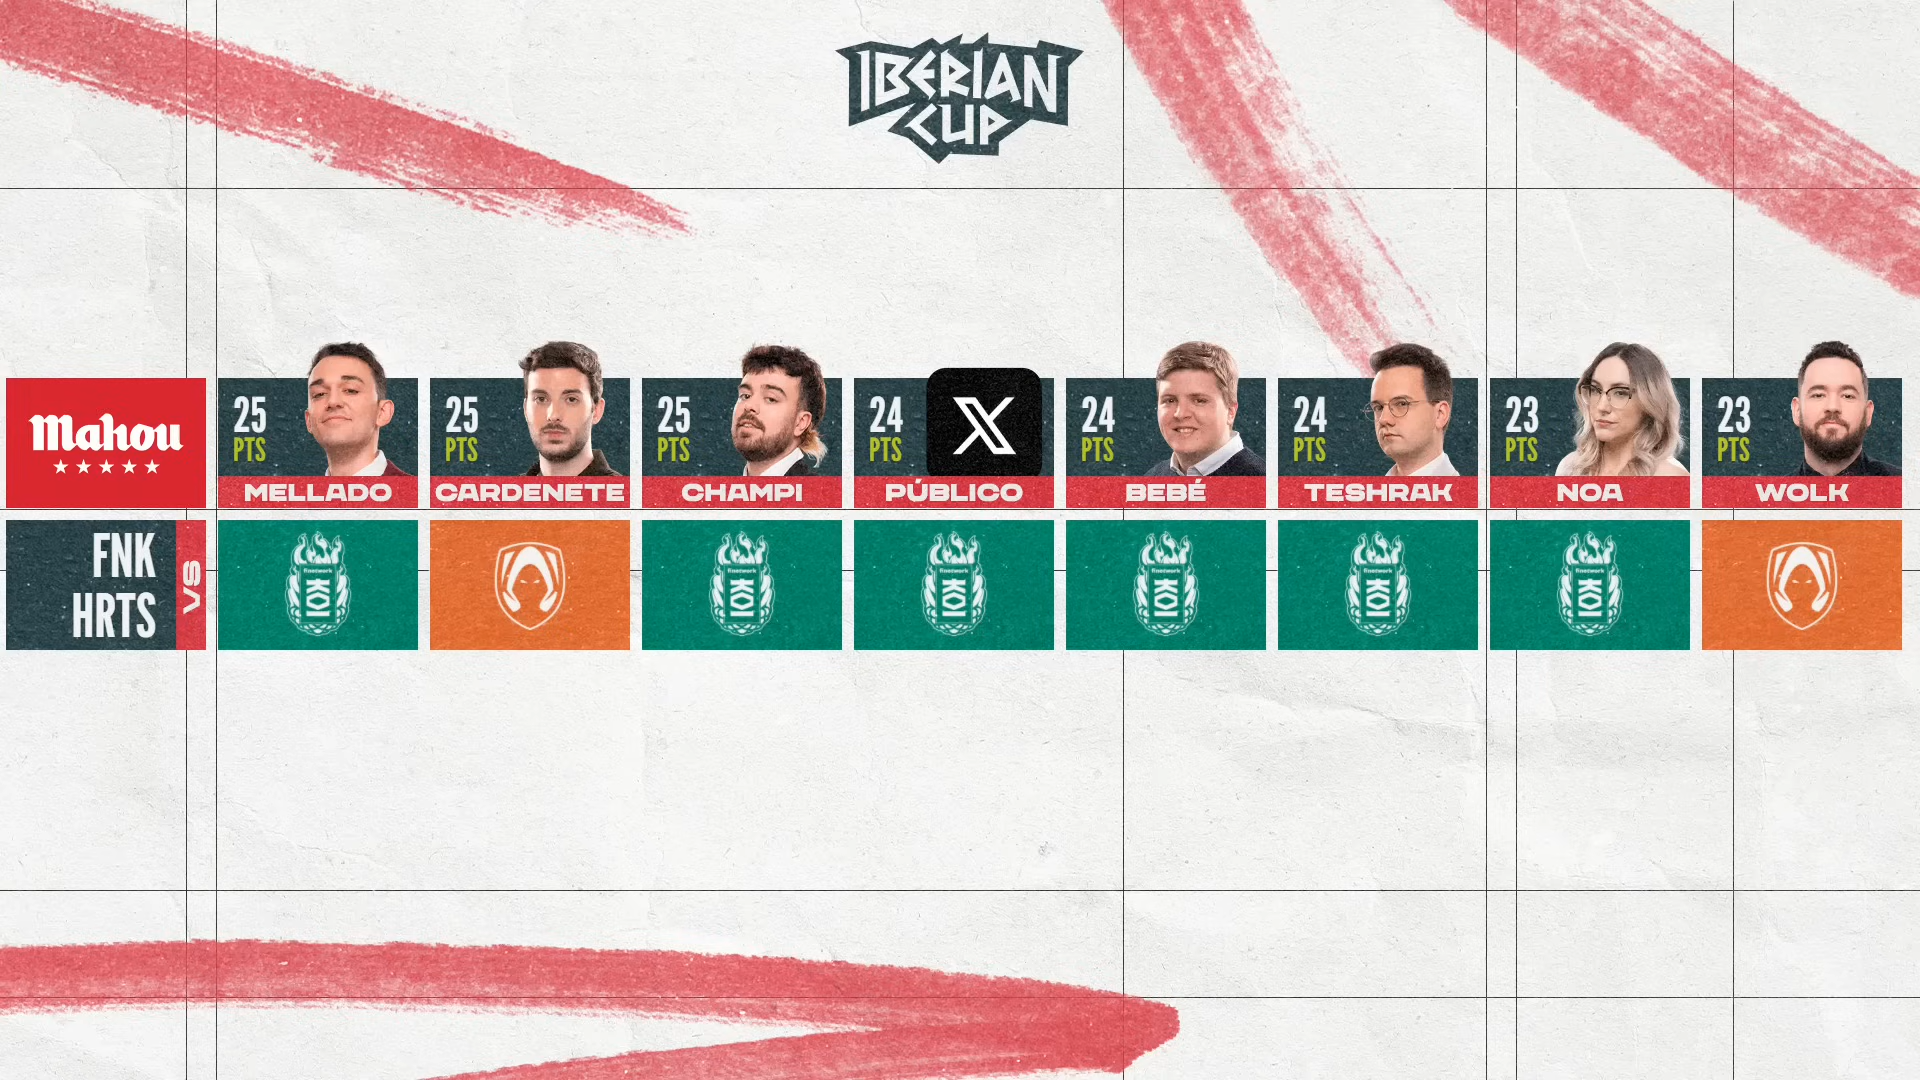 IBERIAN
CUP
Mahou
25
PTS
MELLADO
25
PTS
CARDENETE
25
PTS
CHAMPI
24
PTS
X
PÚBLICO
24
PTS
BEBÉ
24
PTS
TESHRAK
23
PTS
NOA
23
PTS
WOLK
FNK
HRTS
VS